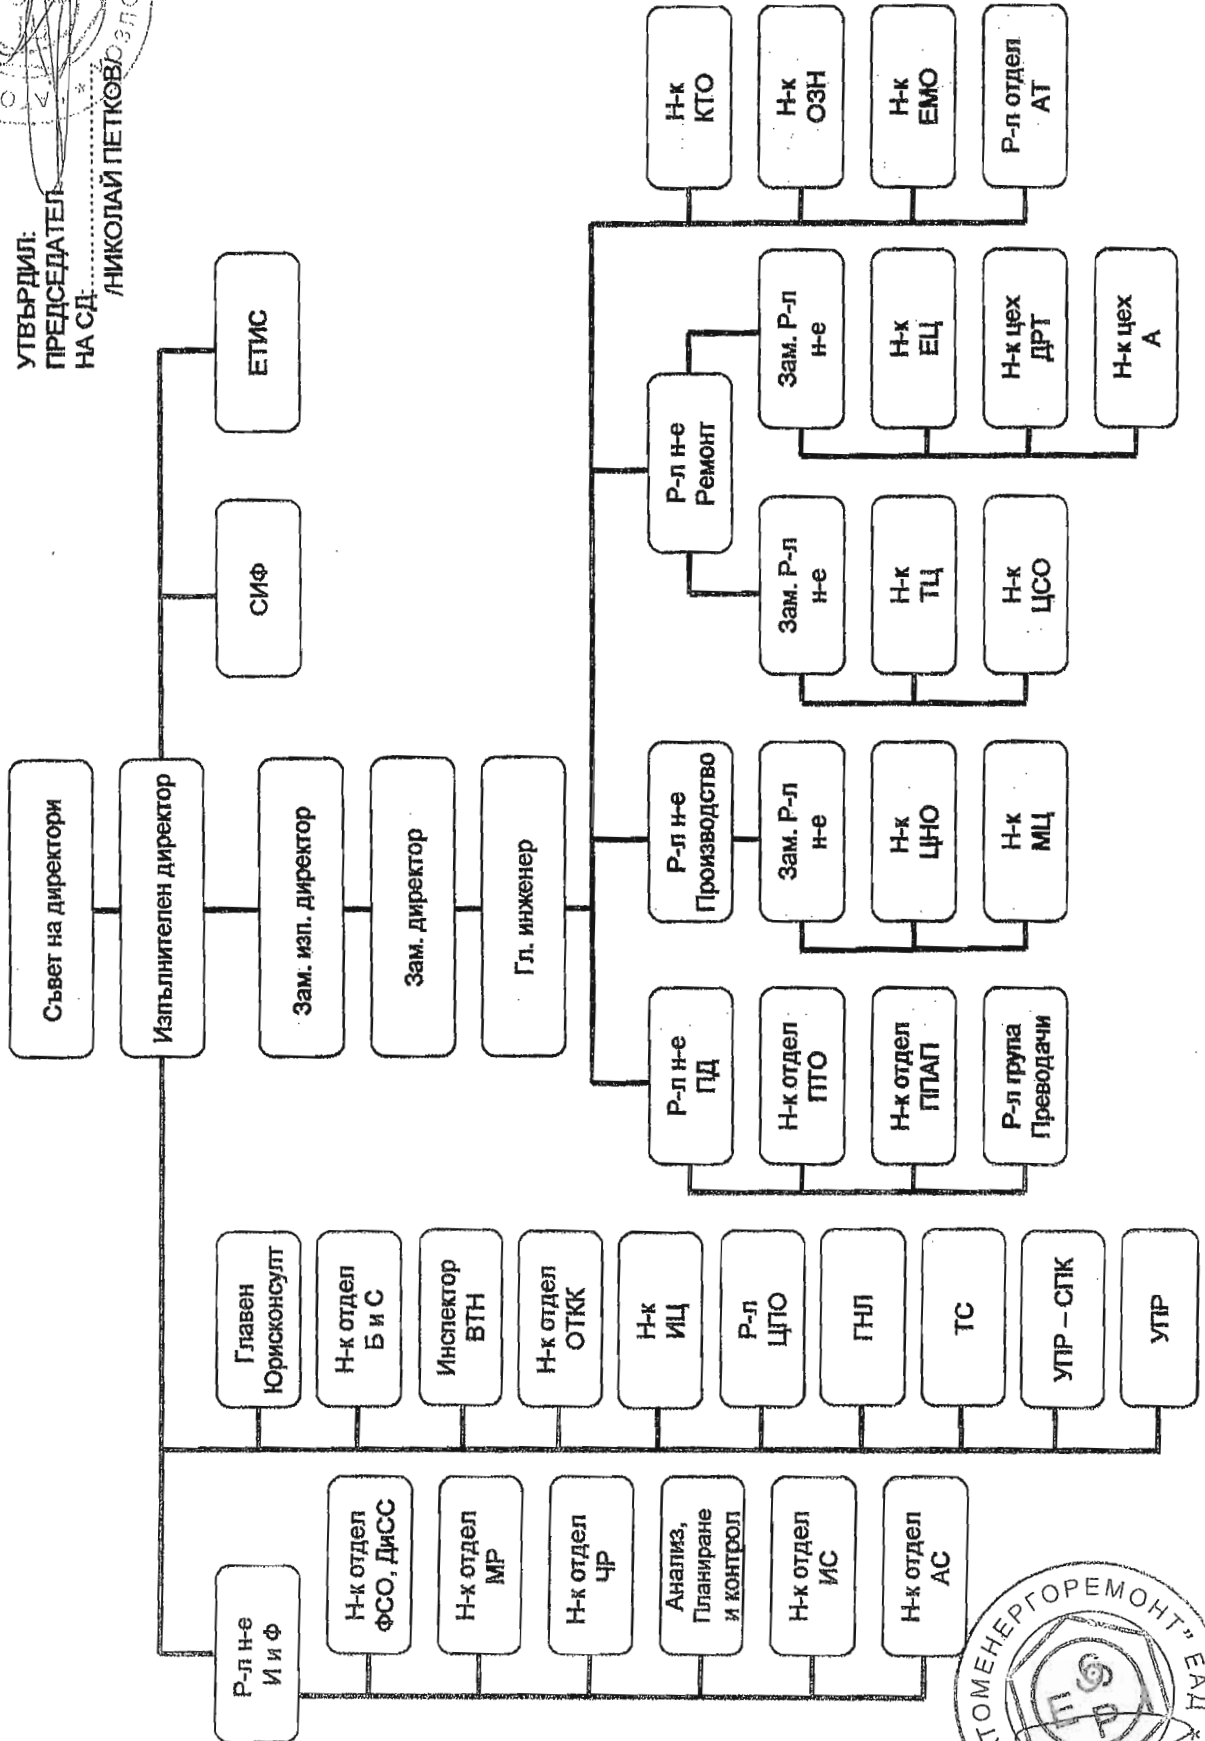 УТВЪРДИЛ:
ПРЕДСЕДАТЕЛ
НА СД
/НИКОЛАЙ ПЕТКОВ/
Съвет на директори
Изпълнителен директор
СИФ
ЕТИС
Зам. изп. директор
Зам. директор
Гл. инженер
Р-л н-е
И и Ф
Н-к отдел
ФСО, ДиСС
Н-к отдел
МР
Н-к отдел
ЧР
Анализ,
Планиране
и контрол
Н-к отдел
ИС
Н-к отдел
АС
Главен
Юрисконсулт
Н-к отдел
Б и С
Инспектор
ВТН
Н-к отдел
ОТКК
Н-к
ИЦ
Р-л
ЦПО
ГНЛ
ТС
УПР – СПК
УПР
Р-л н-е
ПД
Н-к отдел
ПТО
Н-к отдел
ППАП
Р-л група
Преводачи
Р-л н-е
Производство
Зам. Р-л
н-е
Н-к
ЦНО
Н-к
МЦ
Р-л н-е
Ремонт
Зам. Р-л
н-е
Н-к
ТЦ
Н-к
ЦСО
Зам. Р-л
н-е
Н-к
ЕЦ
Н-к цех
ДРТ
Н-к цех
А
Н-к
КТО
Н-к
ОЗН
Н-к
ЕМО
Р-л отдел
АТ
ТОМЕНЕРГОРЕМОНТ" ЕАД